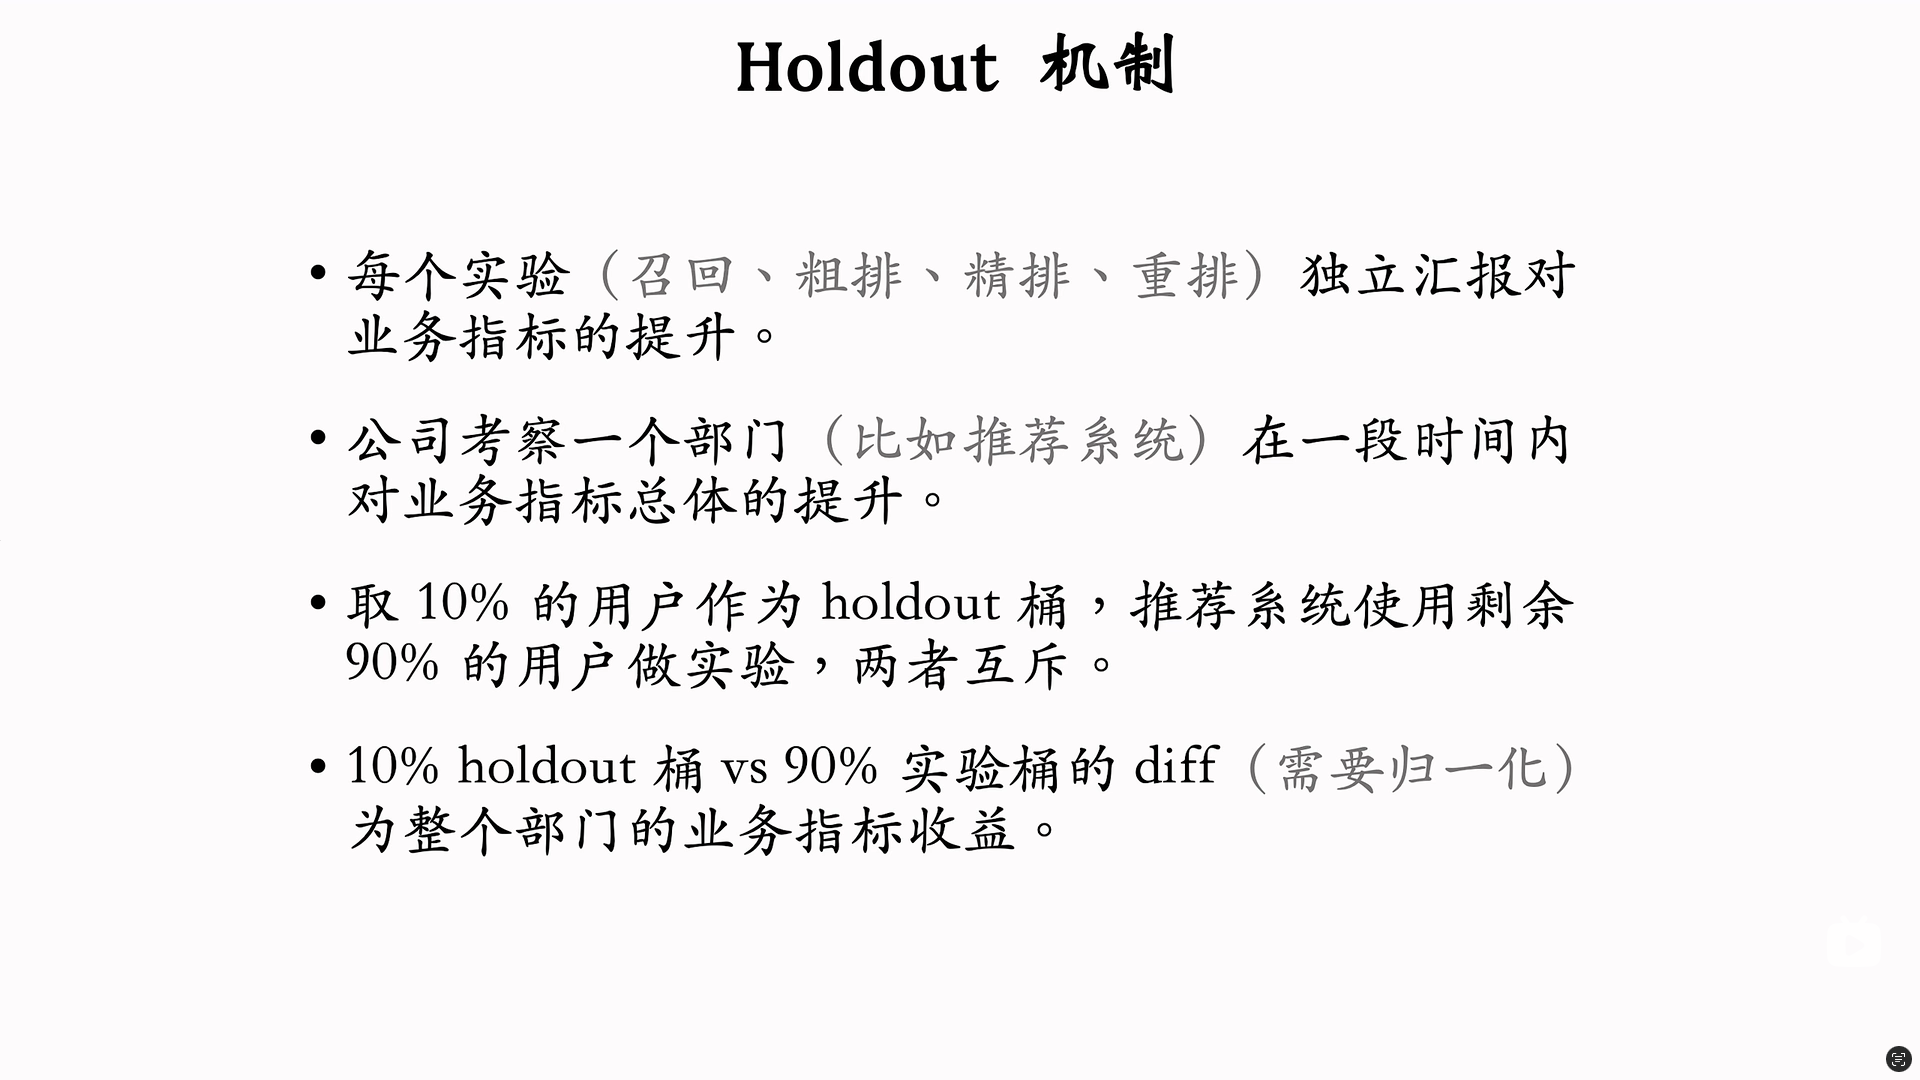 Holdout 机制
• 每个实验（召回、粗排、精排、重排）独立汇报对
业务指标的提升。
• 公司考察一个部门（比如推荐系统）在一段时间内
对业务指标总体的提升。
• 取 10% 的用户作为 holdout 桶，推荐系统使用剩余
90% 的用户做实验，两者互斥。
• 10% holdout 桶 vs 90% 实验桶的 diff（需要归一化）
为整个部门的业务指标收益。